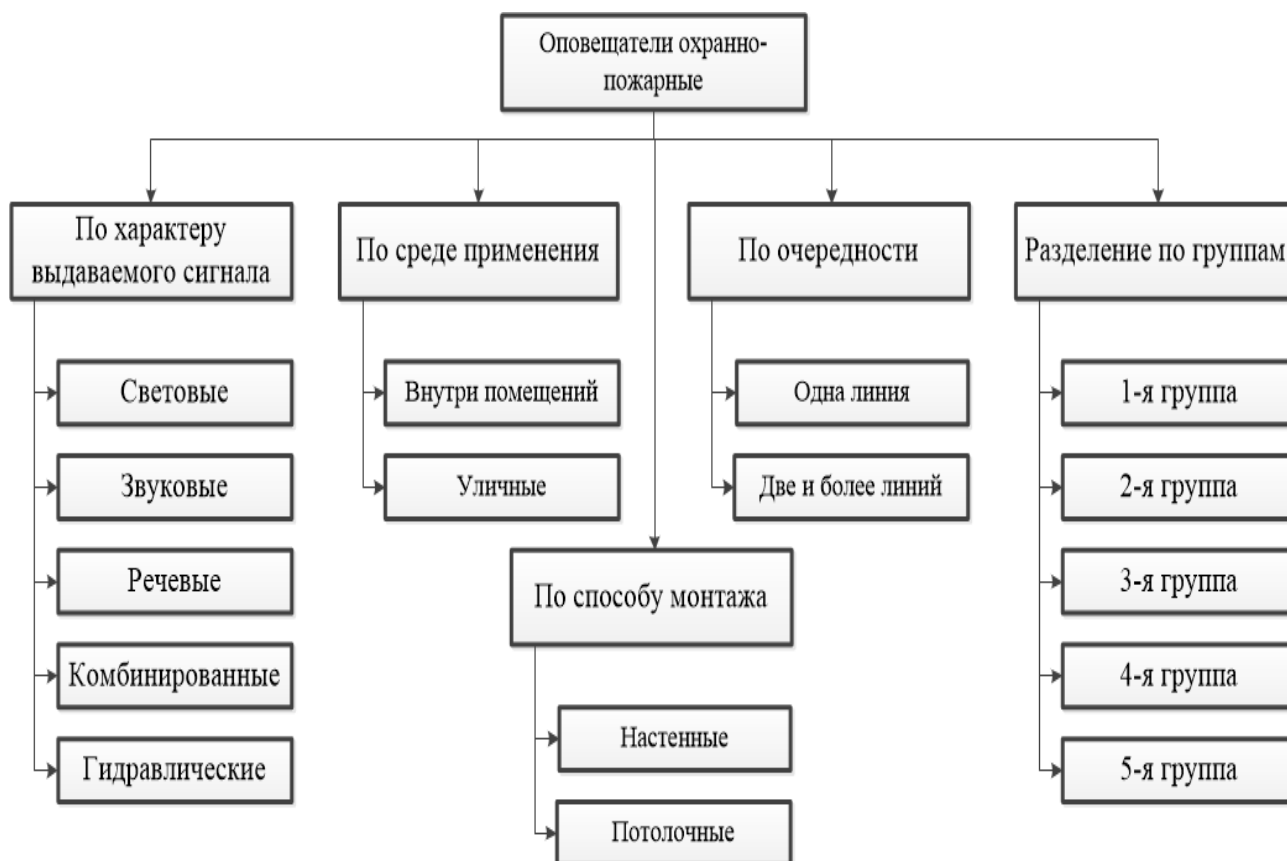 Оповещатели охранно-
пожарные
По характеру
выдаваемого сигнала
Световые
Звуковые
Речевые
Комбинированные
Гидравлические
По среде применения
Внутри помещений
Уличные
По способу монтажа
Настенные
Потолочные
По очередности
Одна линия
Две и более линий
Разделение по группам
1-я группа
2-я группа
3-я группа
4-я группа
5-я группа